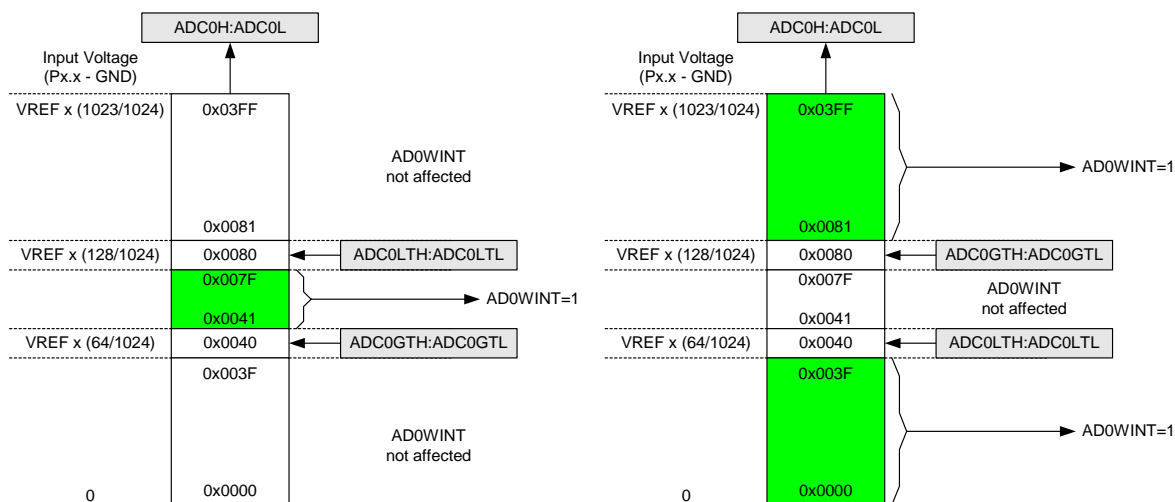 ADC0H:ADC0L
Input Voltage
(Px.x - GND)
VREF x (1023/1024)
0x03FF
AD0WINT
not affected
0x0081
VREF x (128/1024)
0x0080
ADC0LTH:ADC0LTL
0x007F
AD0WINT=1
0x0041
VREF x (64/1024)
0x0040
ADC0GTH:ADC0GTL
0x003F
AD0WINT
not affected
0
0x0000
ADC0H:ADC0L
Input Voltage
(Px.x - GND)
VREF x (1023/1024)
0x03FF
AD0WINT=1
0x0081
VREF x (128/1024)
0x0080
ADC0GTH:ADC0GTL
0x007F
AD0WINT
not affected
0x0041
VREF x (64/1024)
0x0040
ADC0LTH:ADC0LTL
0x003F
AD0WINT=1
0
0x0000